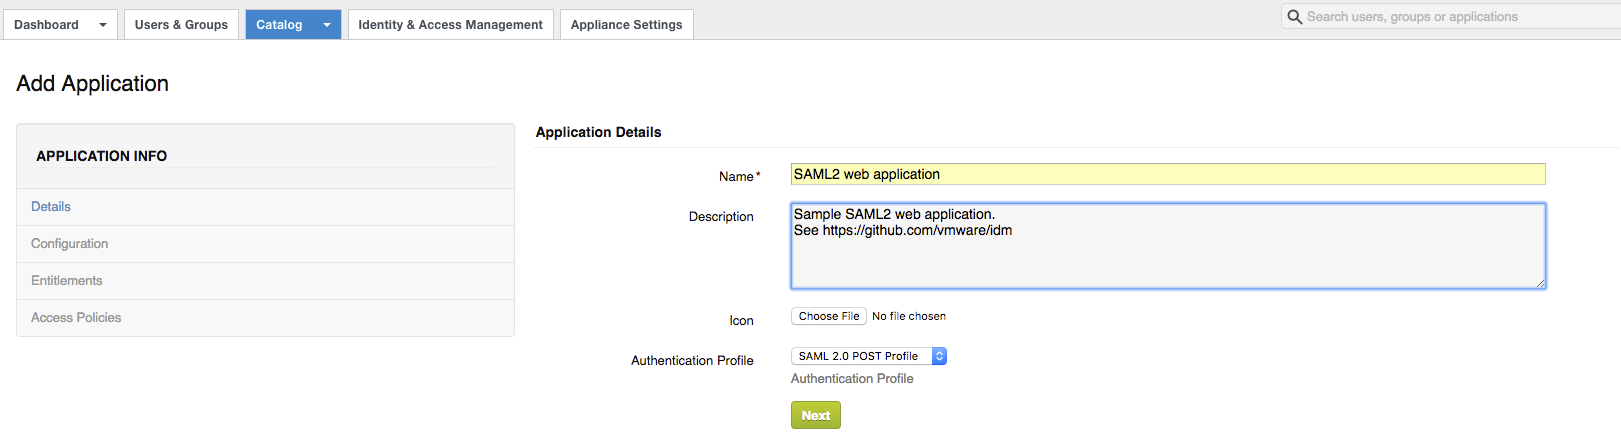 Dashboard Users & Groups Catalog Identity & Access Management Appliance Settings Search users, groups or applications
Add Application
APPLICATION INFO
Details
Configuration
Entitlements
Access Policies
Application Details
Name* SAML2 web application
Description Sample SAML2 web application.
See https://github.com/vmware/idm
Icon Choose File No file chosen
Authentication Profile SAML 2.0 POST Profile
Authentication Profile
Next